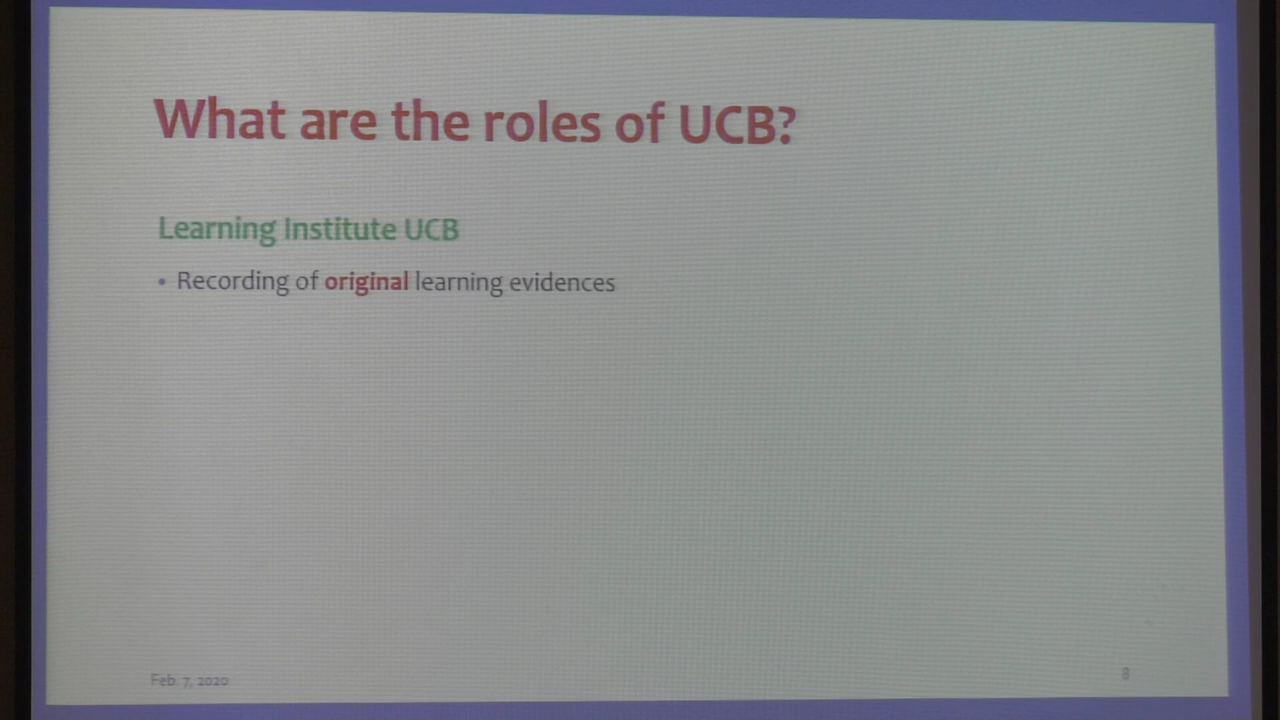 What are the roles of UCB?
Learning Institute UCB
• Recording of original learning evidences
Feb. 7, 2020
8